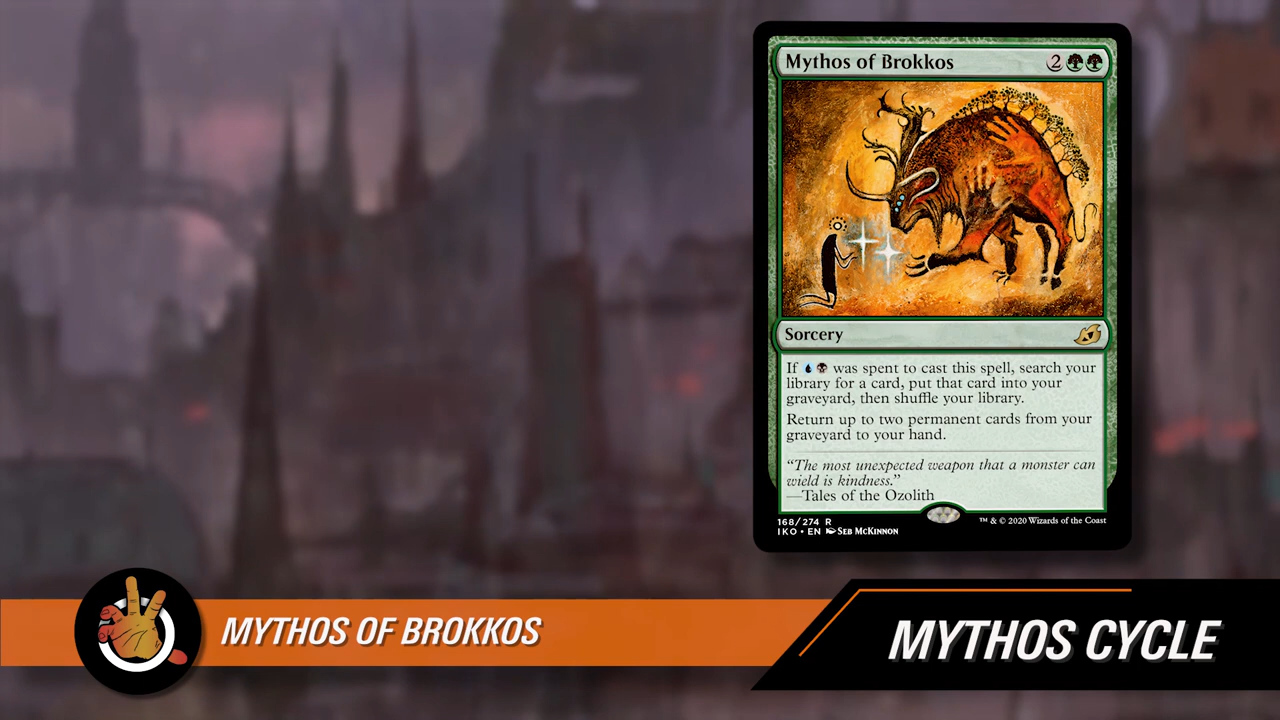 Mythos of Brokkos 2
Sorcery
If was spent to cast this spell, search your
library for a card, put that card into your
graveyard, then shuffle your library.
Return up to two permanent cards from your
graveyard to your hand.
“The most unexpected weapon that a monster can
wield is kindness.”
—Tales of the Ozolith
168/274 R
IKO • EN Seb McKinnon
™ & © 2020 Wizards of the Coast
MYTHOS OF BROKKOS
MYTHOS CYCLE